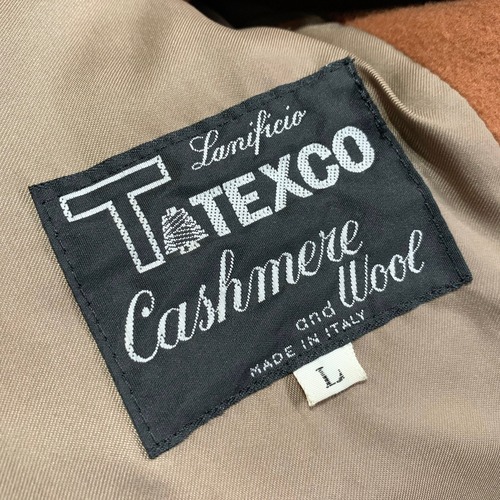 Lanificio
T TEXCO
Cashmere
and Wool
MADE IN ITALY
L